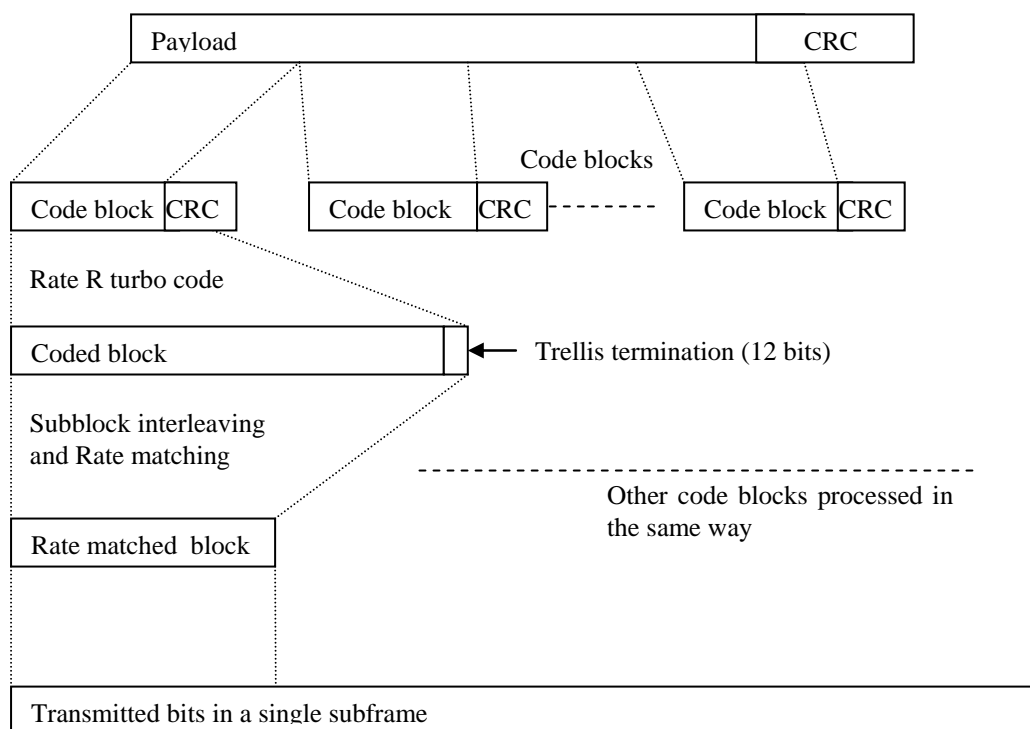 Payload CRC
Code blocks
Code block CRC Code block CRC Code block CRC
Rate R turbo code
Coded block Trellis termination (12 bits)
Subblock interleaving
and Rate matching
Other code blocks processed in
the same way
Rate matched block
Transmitted bits in a single subframe